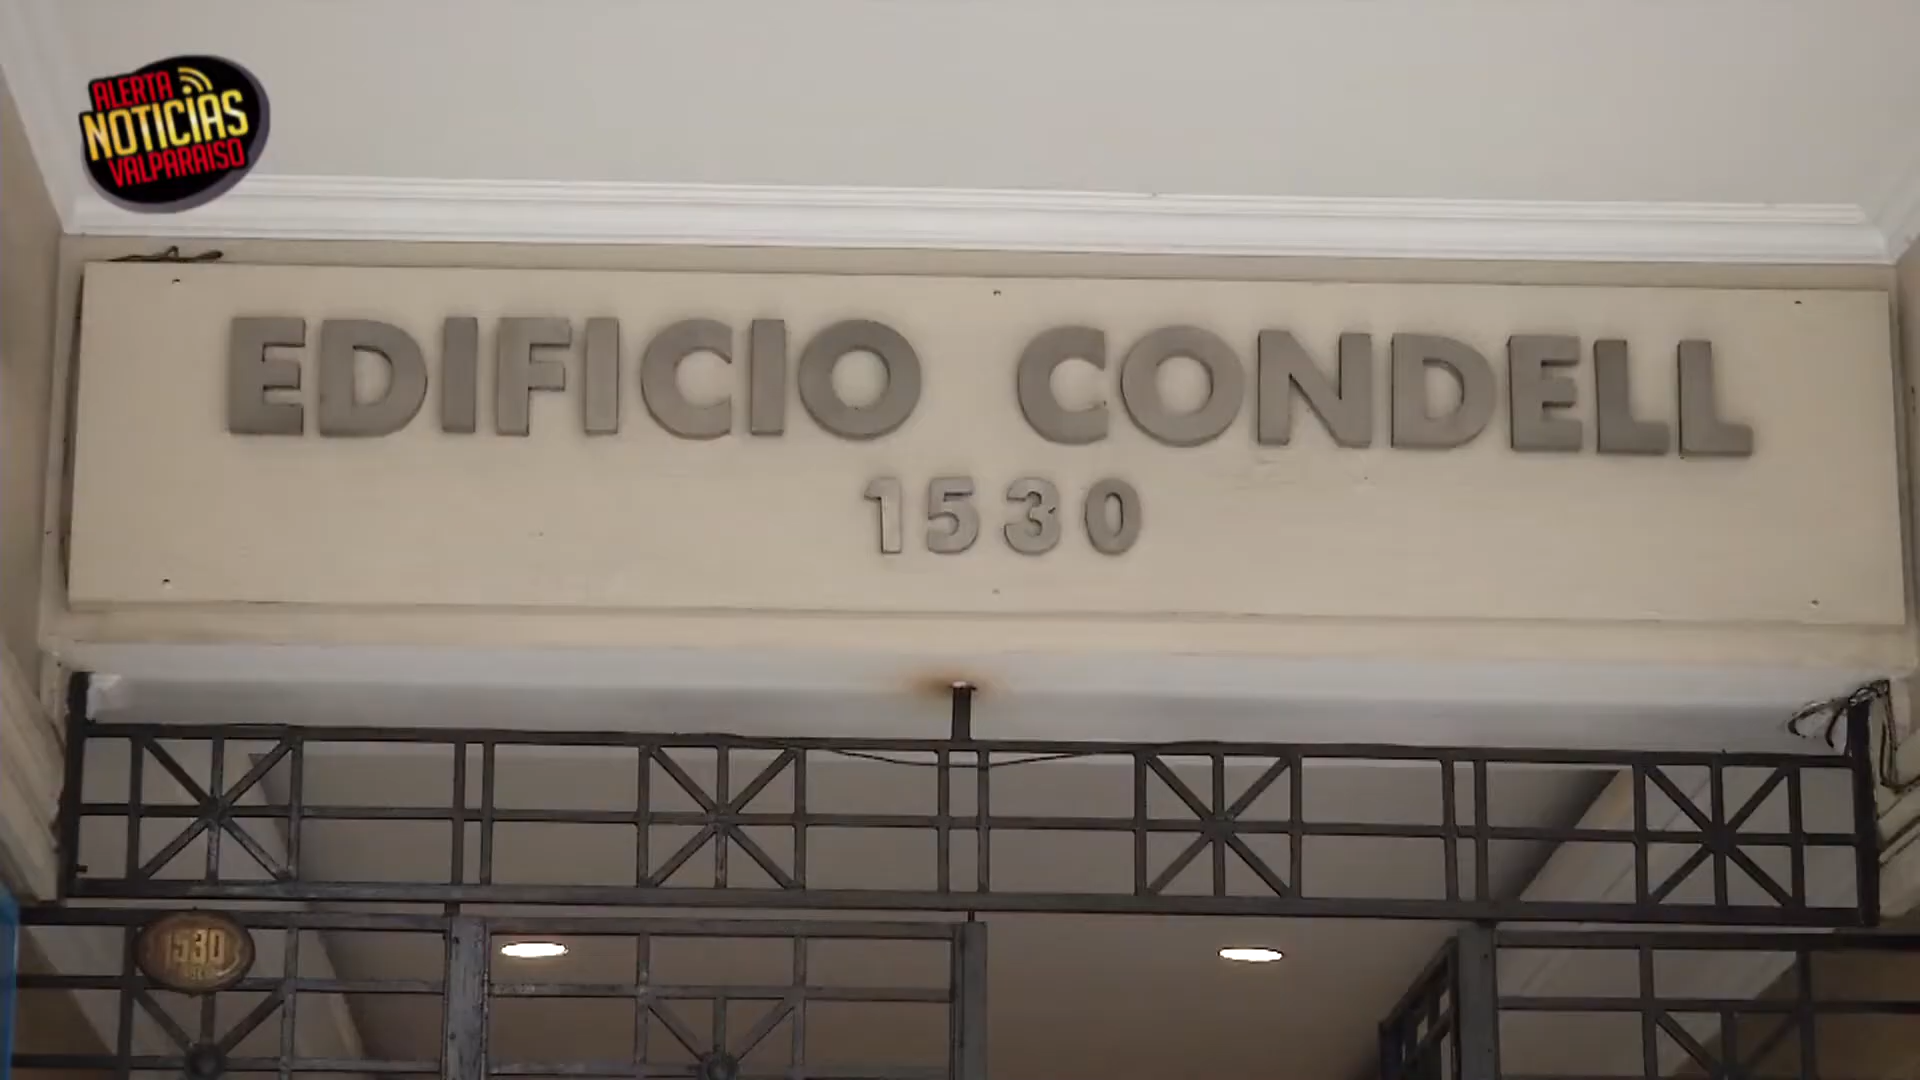 ALERTA
NOTICIAS
VALPARAISO
EDIFICIO CONDELL
1530
1530